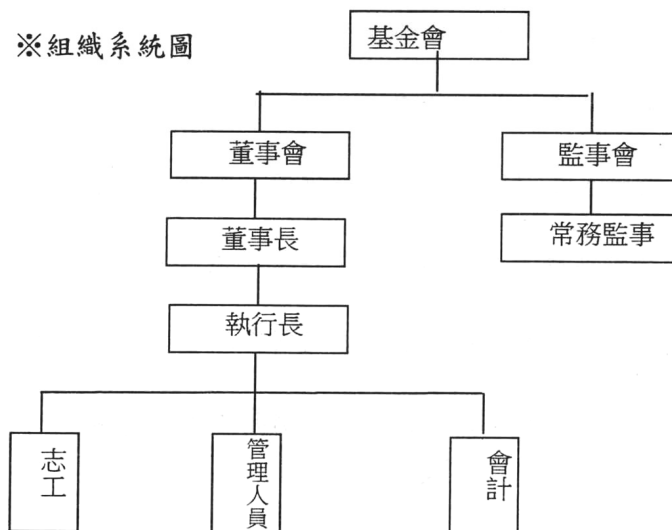 ※組織系統圖
基金會
董事會
監事會
董事長
常務監事
執行長
志工
管理人員
會計